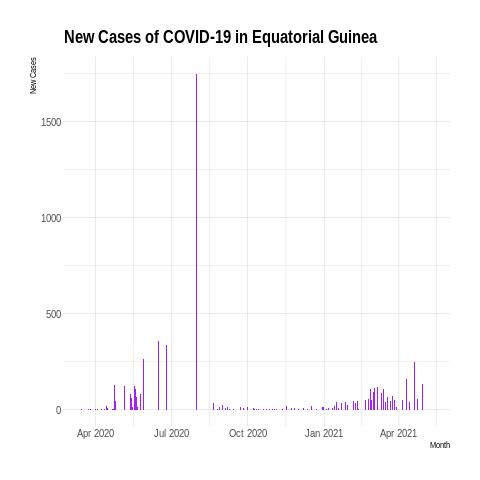 New Cases of COVID-19 in Equatorial Guinea
New Cases
1500
1000
500
0
Apr 2020 Jul 2020 Oct 2020 Jan 2021 Apr 2021
Month